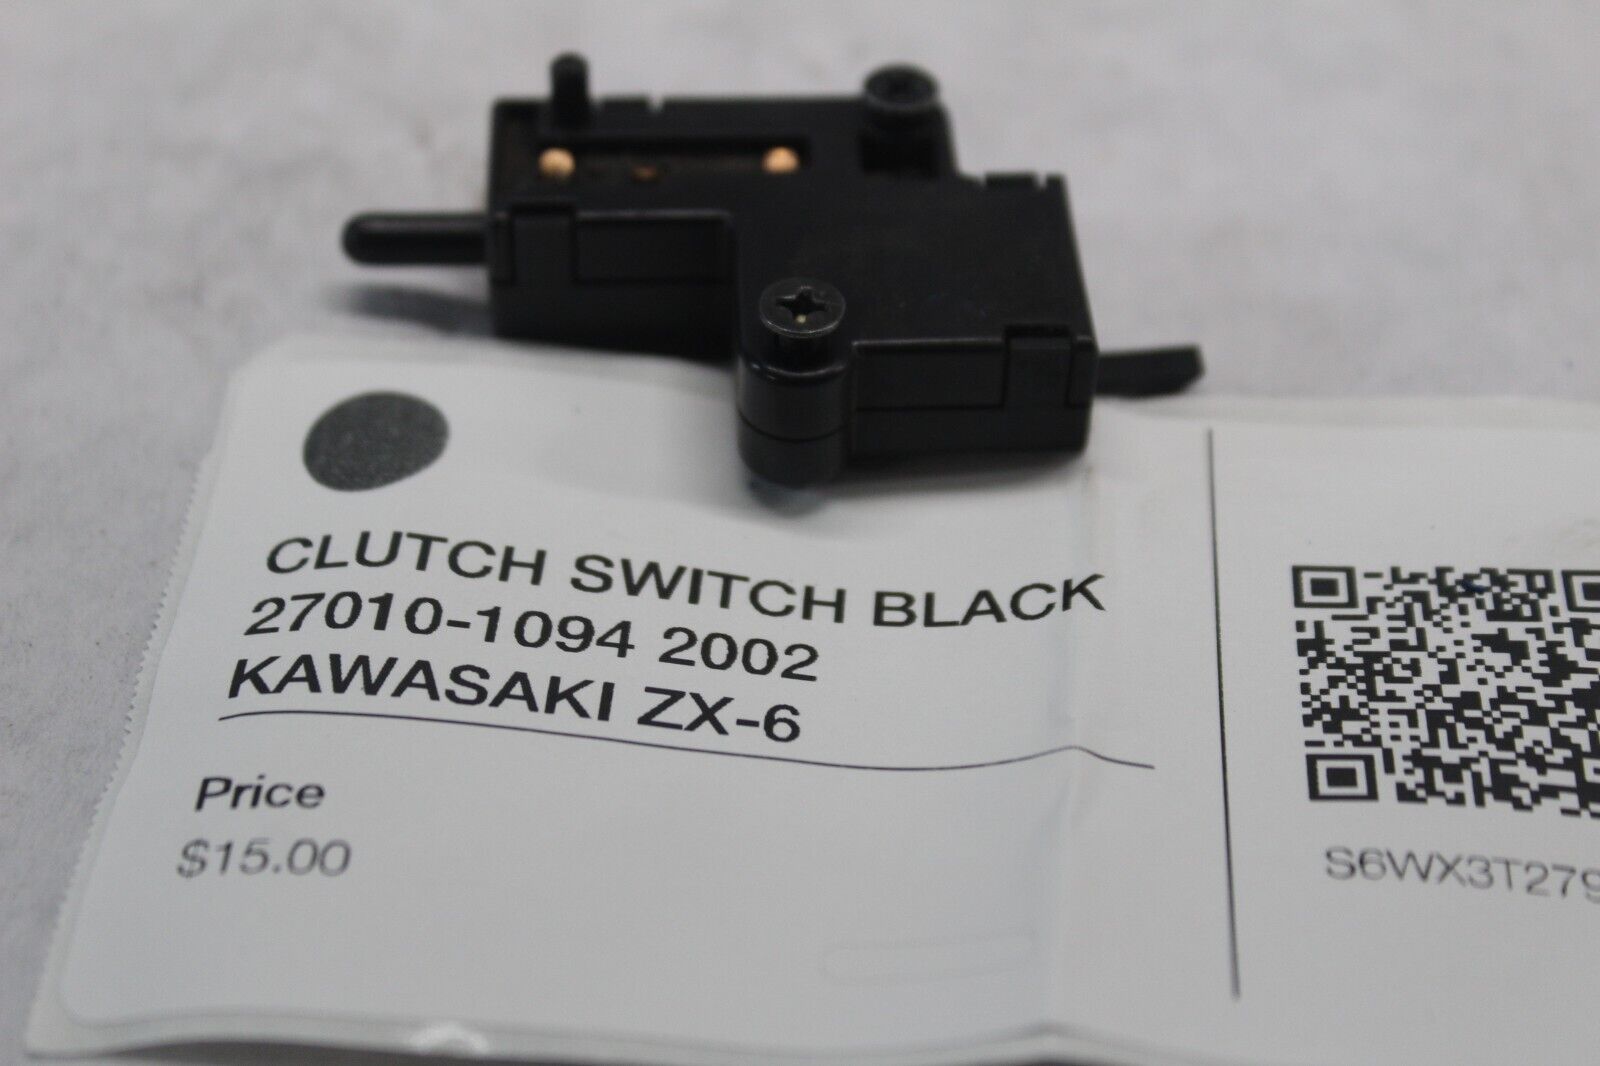 CLUTCH SWITCH BLACK
27010-1094 2002
KAWASAKI ZX-6
Price
$15.00
S6WX3T279